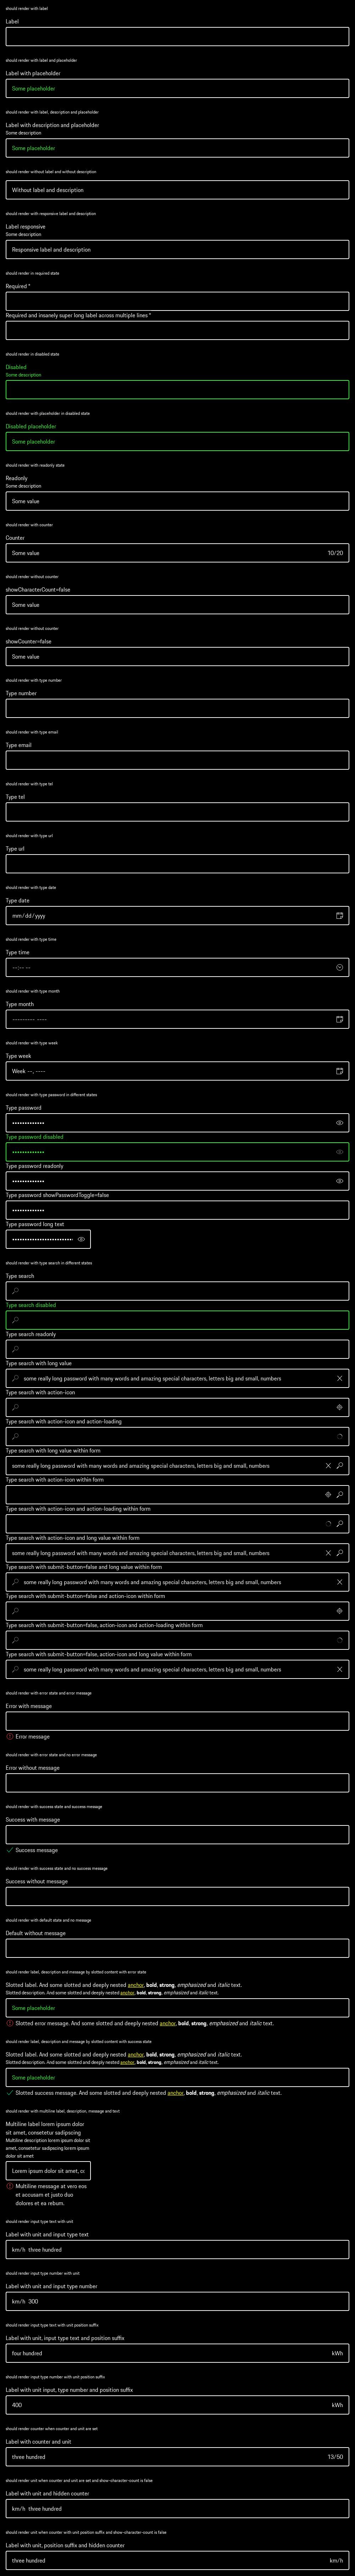 should render with label
Label
should render with label and placeholder
Label with placeholder
Some placeholder
should render with label, description and placeholder
Label with description and placeholder
Some description
Some placeholder
should render without label and without description
Without label and description
should render with responsive label and description
Label responsive
Some description
Responsive label and description
should render in required state
Required *
Required and insanely super long label across multiple lines *
should render in disabled state
Disabled
Some description
should render with placeholder in disabled state
Disabled placeholder
Some placeholder
should render with readonly state
Readonly
Some description
Some value
should render with counter
Counter
Some value 10/20
should render without counter
showCharacterCount=false
Some value
should render without counter
showCounter=false
Some value
should render with type number
Type number
should render with type email
Type email
should render with type tel
Type tel
should render with type url
Type url
should render with type date
Type date
mm/dd/yyyy
should render with type time
Type time
--:-- --
should render with type month
Type month
--------- ----
should render with type week
Type week
Week --, ----
should render with type password in different states
Type password
•••••••••••••
Type password disabled
•••••••••••••
Type password readonly
•••••••••••••
Type password showPasswordToggle=false
•••••••••••••
Type password long text
••••••••••••••••••••••••
should render with type search in different states
Type search
Type search disabled
Type search readonly
Type search with long value
some really long password with many words and amazing special characters, letters big and small, numbers
Type search with action-icon
Type search with action-icon and action-loading
Type search with long value within form
some really long password with many words and amazing special characters, letters big and small, numbers
Type search with action-icon within form
Type search with action-icon and action-loading within form
Type search with action-icon and long value within form
some really long password with many words and amazing special characters, letters big and small, numbers
Type search with submit-button=false and long value within form
some really long password with many words and amazing special characters, letters big and small, numbers
Type search with submit-button=false and action-icon within form
Type search with submit-button=false, action-icon and action-loading within form
Type search with submit-button=false, action-icon and long value within form
some really long password with many words and amazing special characters, letters big and small, numbers
should render with error state and error message
Error with message
Error message
should render with error state and no error message
Error without message
should render with success state and success message
Success with message
Success message
should render with success state and no success message
Success without message
should render with default state and no message
Default without message
should render label, description and message by slotted content with error state
Slotted label. And some slotted and deeply nested anchor, bold, strong, emphasized and italic text.
Slotted description. And some slotted and deeply nested anchor, bold, strong, emphasized and italic text.
Some placeholder
Slotted error message. And some slotted and deeply nested anchor, bold, strong, emphasized and italic text.
should render label, description and message by slotted content with success state
Slotted label. And some slotted and deeply nested anchor, bold, strong, emphasized and italic text.
Slotted description. And some slotted and deeply nested anchor, bold, strong, emphasized and italic text.
Some placeholder
Slotted success message. And some slotted and deeply nested anchor, bold, strong, emphasized and italic text.
should render with multiline label, description, message and text
Multiline label lorem ipsum dolor
sit amet, consetetur sadipscing
Multiline description lorem ipsum dolor sit
amet, consetetur sadipscing lorem ipsum
dolor sit amet
Lorem ipsum dolor sit amet, co
Multiline message at vero eos
et accusam et justo duo
dolores et ea rebum.
should render input type text with unit
Label with unit and input type text
km/h three hundred
should render input type number with unit
Label with unit and input type number
km/h 300
should render input type text with unit position suffix
Label with unit, input type text and position suffix
four hundred kWh
should render input type number with unit position suffix
Label with unit input, type number and position suffix
400 kWh
should render counter when counter and unit are set
Label with counter and unit
three hundred 13/50
should render unit when counter and unit are set and show-character-count is false
Label with unit and hidden counter
km/h three hundred
should render unit when counter with unit position suffix and show-character-count is false
Label with unit, position suffix and hidden counter
three hundred km/h